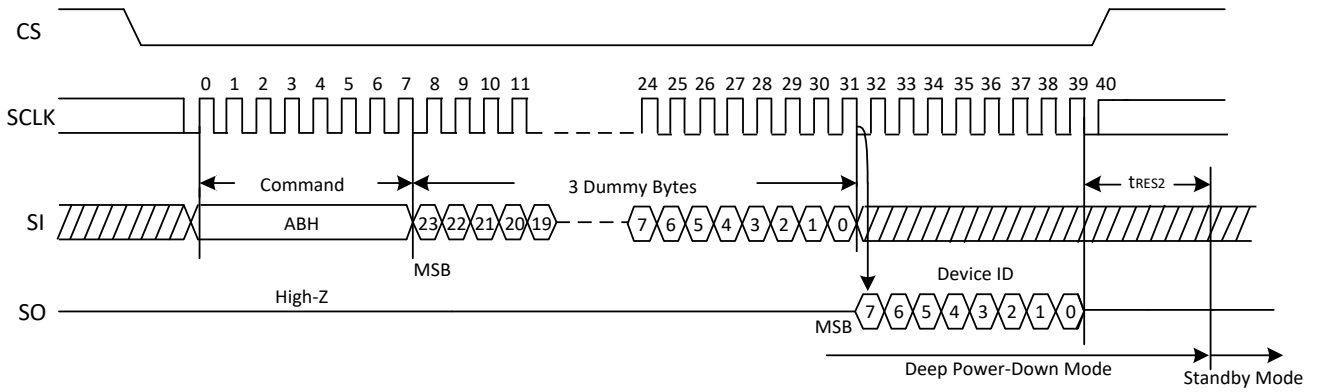 CS
0 1 2 3 4 5 6 7 8 9 10 11 24 25 26 27 28 29 30 31 32 33 34 35 36 37 38 39 40
SCLK
Command 3 Dummy Bytes tRES2
SI ABH 23 22 21 20 19 7 6 5 4 3 2 1 0
MSB Device ID
High-Z
SO 7 6 5 4 3 2 1 0
MSB
Deep Power-Down Mode Standby Mode